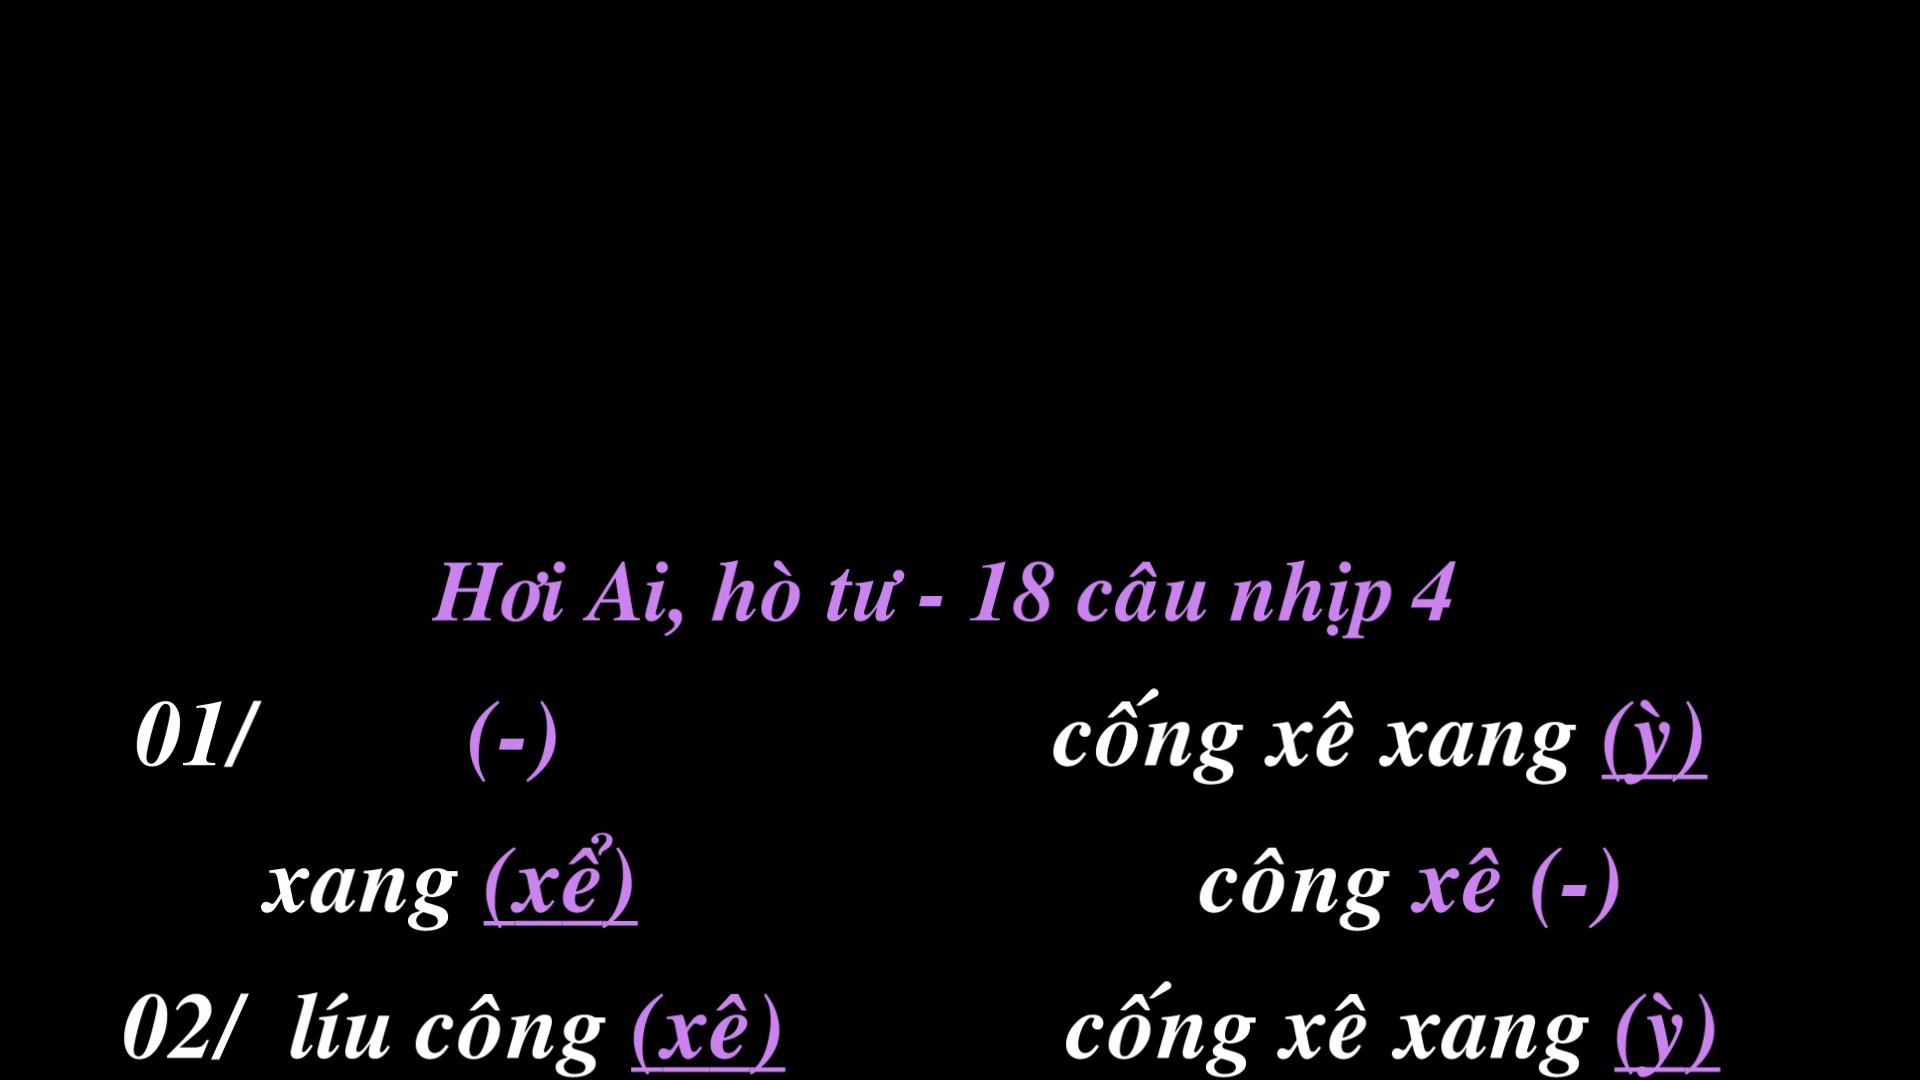 Hơi Ai, hò tư - 18 câu nhịp 4
01/ (-) cống xê xang (ỳ)
xang (xể) công xê (-)
02/ líu công (xê) cống xê xang (ỳ)